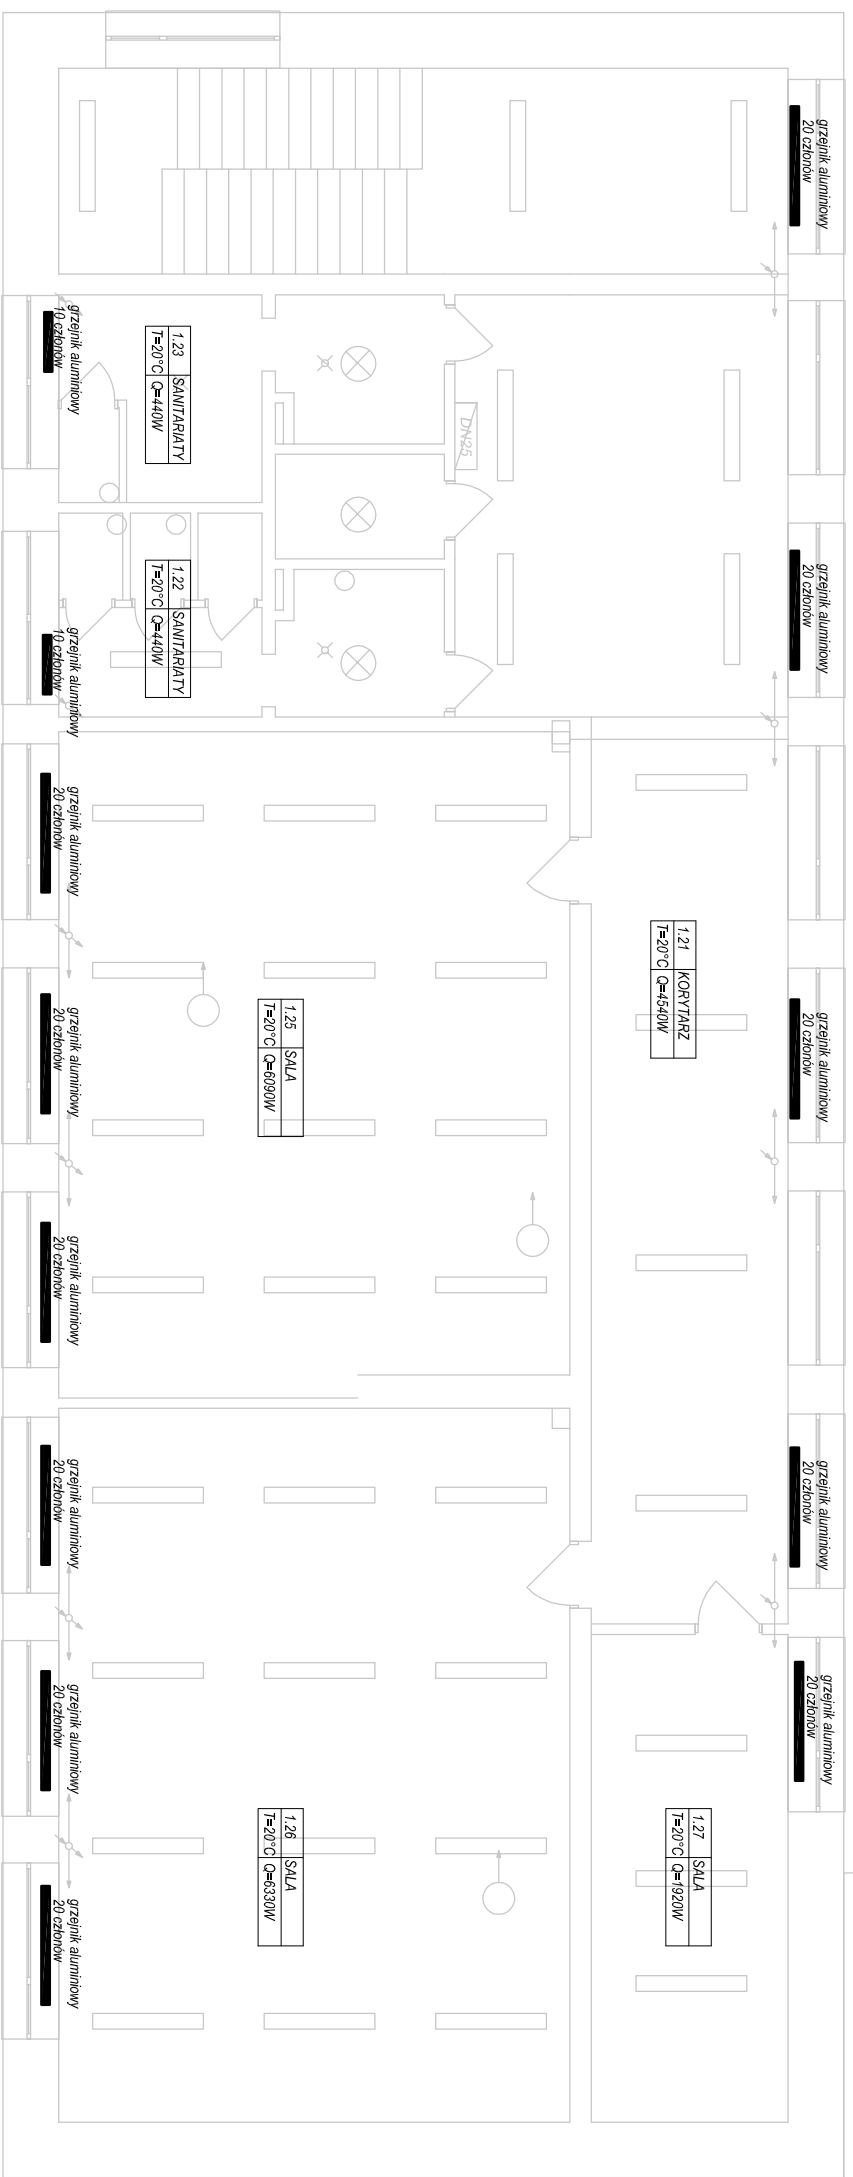 grzejnik aluminiowy
20 członów
grzejnik aluminiowy
10 członów
1.23 SANITARIATY
T=20°C Q=440W
DN25
grzejnik aluminiowy
20 członów
1.22 SANITARIATY
T=20°C Q=440W
grzejnik aluminiowy
10 członów
grzejnik aluminiowy
20 członów
1.21 KORYTARZ
T=20°C Q=4540W
grzejnik aluminiowy
20 członów
1.25 SALA
T=20°C Q=6090W
grzejnik aluminiowy
20 członów
grzejnik aluminiowy
20 członów
grzejnik aluminiowy
20 członów
grzejnik aluminiowy
20 członów
grzejnik aluminiowy
20 członów
grzejnik aluminiowy
20 członów
1.27 SALA
T=20°C Q=1920W
1.26 SALA
T=20°C Q=6330W
grzejnik aluminiowy
20 członów